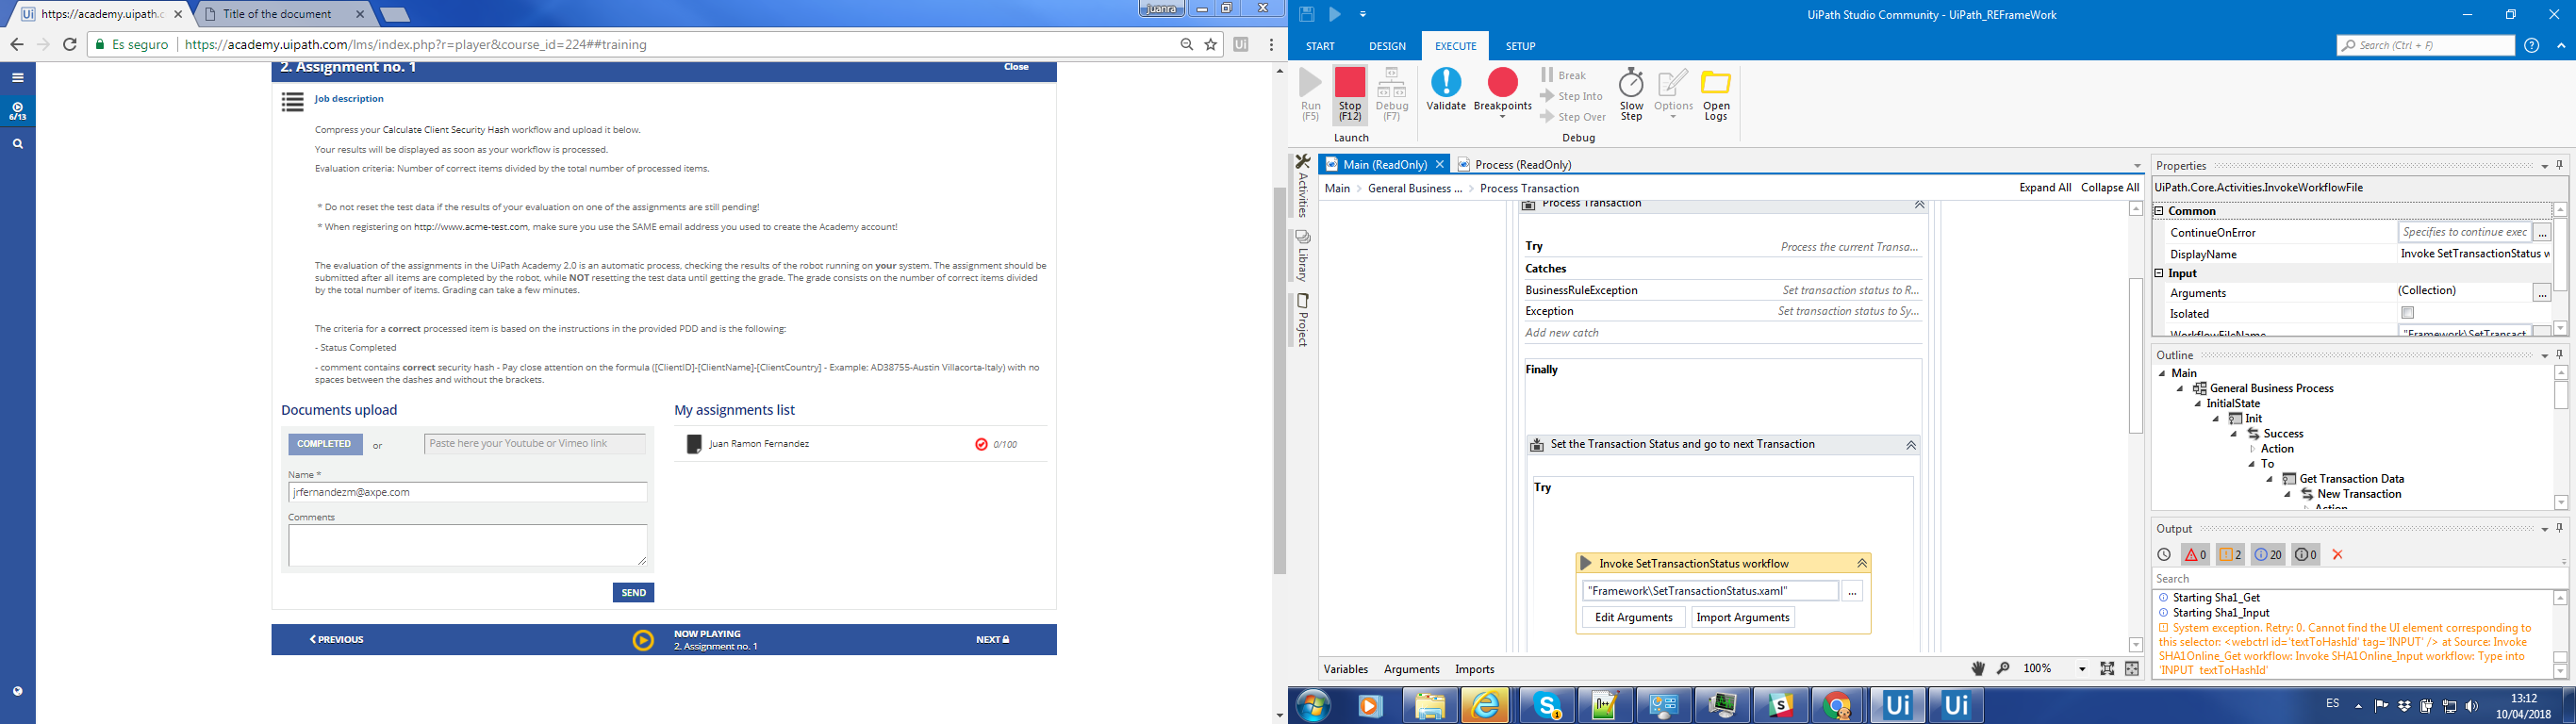 https://academy.uipath.c
Title of the document
juanra
Es seguro
https://academy.uipath.com/lms/index.php?r=player&course_id=224##training
6/13
2. Assignment no. 1
Close
Job description
Compress your Calculate Client Security Hash workflow and upload it below.
Your results will be displayed as soon as your workflow is processed.
Evaluation criteria: Number of correct items divided by the total number of processed items.
* Do not reset the test data if the results of your evaluation on one of the assignments are still pending!
* When registering on http://www.acme-test.com, make sure you use the SAME email address you used to create the Academy account!
The evaluation of the assignments in the UiPath Academy 2.0 is an automatic process, checking the results of the robot running on your system. The assignment should be
submitted after all items are completed by the robot, while NOT resetting the test data until getting the grade. The grade consists on the number of correct items divided
by the total number of items. Grading can take a few minutes.
The criteria for a correct processed item is based on the instructions in the provided PDD and is the following:
- Status Completed
- comment contains correct security hash - Pay close attention on the formula ([ClientID]-[ClientName]-[ClientCountry] - Example: AD38755-Austin Villacorta-Italy) with no
spaces between the dashes and without the brackets.
Documents upload
COMPLETED
or
Paste here your Youtube or Vimeo link
Name *
jrfernandezm@axpe.com
Comments
SEND
My assignments list
Juan Ramon Fernandez
0/100
PREVIOUS
NOW PLAYING
2. Assignment no. 1
NEXT
UiPath Studio Community - UiPath_REFrameWork
START
DESIGN
EXECUTE
SETUP
Search (Ctrl + F)
Run
(F5)
Stop
(F12)
Debug
(F7)
Launch
Validate
Breakpoints
Break
Step Into
Step Over
Slow
Step
Options
Open
Logs
Debug
Activities
Library
Project
Main (ReadOnly)
Process (ReadOnly)
Main > General Business ... > Process Transaction
Expand All
Collapse All
Process Transaction
Try
Process the current Transa...
Catches
BusinessRuleException
Set transaction status to R...
Exception
Set transaction status to Sy...
Add new catch
Finally
Set the Transaction Status and go to next Transaction
Try
Invoke SetTransactionStatus workflow
"Framework\SetTransactionStatus.xaml"
...
Edit Arguments
Import Arguments
Variables
Arguments
Imports
100%
Properties
UiPath.Core.Activities.InvokeWorkflowFile
Common
ContinueOnError
Specifies to continue exec
...
DisplayName
Invoke SetTransactionStatus w
Input
Arguments
(Collection)
...
Isolated
WorkflowFileName
"Framework\SetTransact
Outline
Main
General Business Process
InitialState
Init
Success
Action
To
Get Transaction Data
New Transaction
Action
Output
0
2
20
0
Search
Starting Sha1_Get
Starting Sha1_Input
System exception. Retry: 0. Cannot find the UI element corresponding to
this selector: <webctrl id='textToHashId' tag='INPUT' /> at Source: Invoke
SHA1Online_Get workflow: Invoke SHA1Online_Input workflow: Type into
'INPUT textToHashId'
ES
13:12
10/04/2018